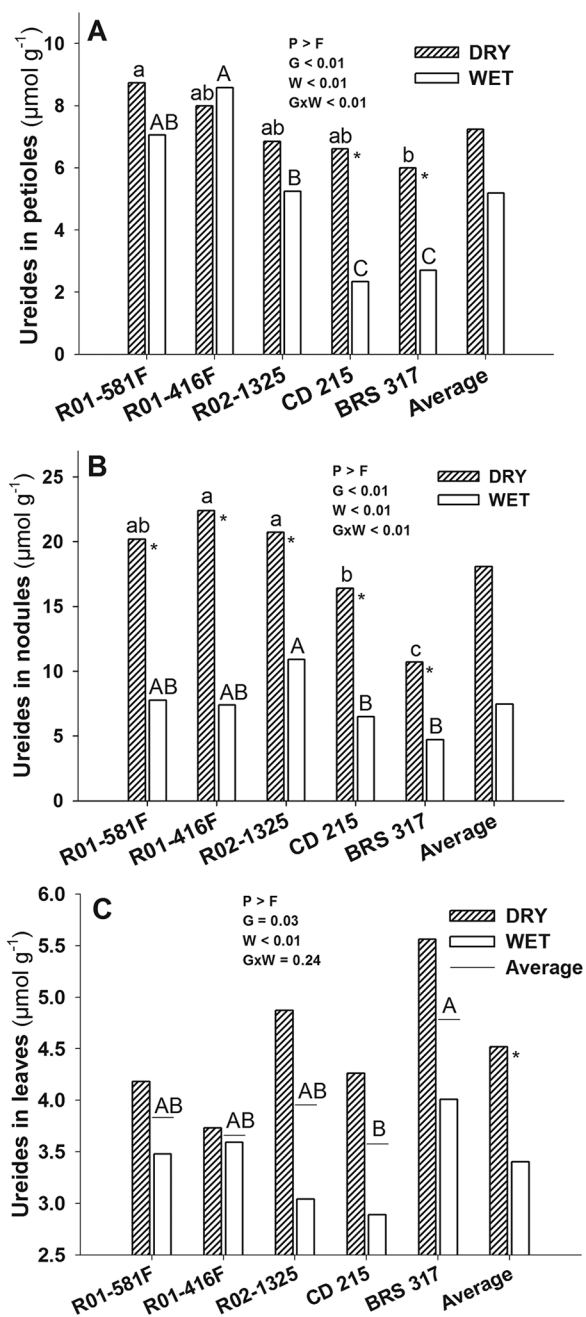 A
P > F
G < 0.01
W < 0.01
GxW < 0.01
DRY
WET
Ureides in petioles (µmol g⁻¹)
10
8
6
4
2
0
a
AB
ab
A
ab
B
ab
*
C
b
*
C
R01-581F
R01-416F
R02-1325
CD 215
BRS 317
Average
B
P > F
G < 0.01
W < 0.01
GxW < 0.01
DRY
WET
Ureides in nodules (µmol g⁻¹)
25
20
15
10
5
0
ab
*
AB
a
*
AB
a
*
A
b
*
B
c
*
B
R01-581F
R01-416F
R02-1325
CD 215
BRS 317
Average
C
P > F
G = 0.03
W < 0.01
GxW = 0.24
DRY
WET
Average
Ureides in leaves (µmol g⁻¹)
6.0
5.5
5.0
4.5
4.0
3.5
3.0
2.5
AB
AB
AB
B
A
*
R01-581F
R01-416F
R02-1325
CD 215
BRS 317
Average